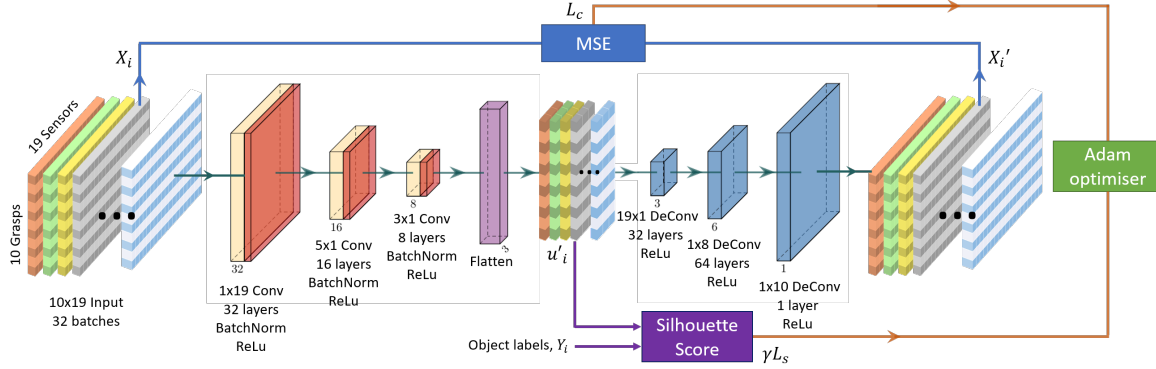 L_c
MSE
X_i
X_i'
19 Sensors
10 Grasps
10x19 Input
32 batches
32
1x19 Conv
32 layers
BatchNorm
ReLu
16
5x1 Conv
16 layers
BatchNorm
ReLu
8
3x1 Conv
8 layers
BatchNorm
ReLu
3
Flatten
u'_i
3
19x1 DeConv
32 layers
ReLu
6
1x8 DeConv
64 layers
ReLu
1
1x10 DeConv
1 layer
ReLu
Adam
optimiser
Object labels, Y_i
Silhouette
Score
γL_s